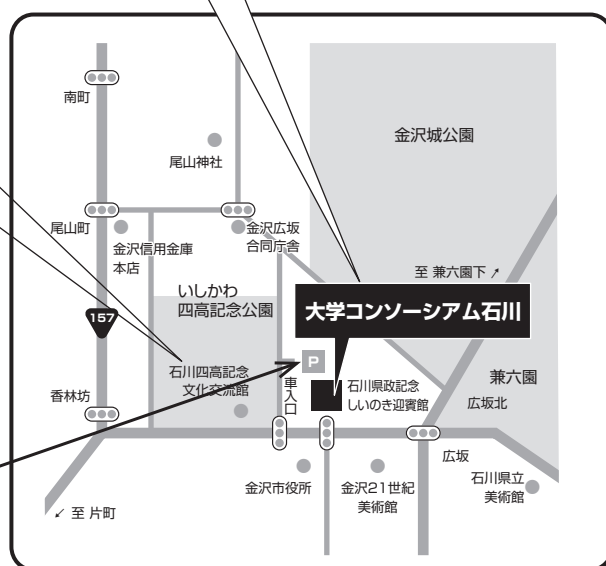 南町
金沢城公園
尾山神社
尾山町
金沢信用金庫
本店
金沢広坂
合同庁舎
至 兼六園下
いしかわ
四高記念公園
大学コンソーシアム石川
157
P
石川四高記念
文化交流館
車入口
石川県政記念
しいのき迎賓館
兼六園
広坂北
香林坊
広坂
金沢市役所
金沢21世紀
美術館
石川県立
美術館
至 片町